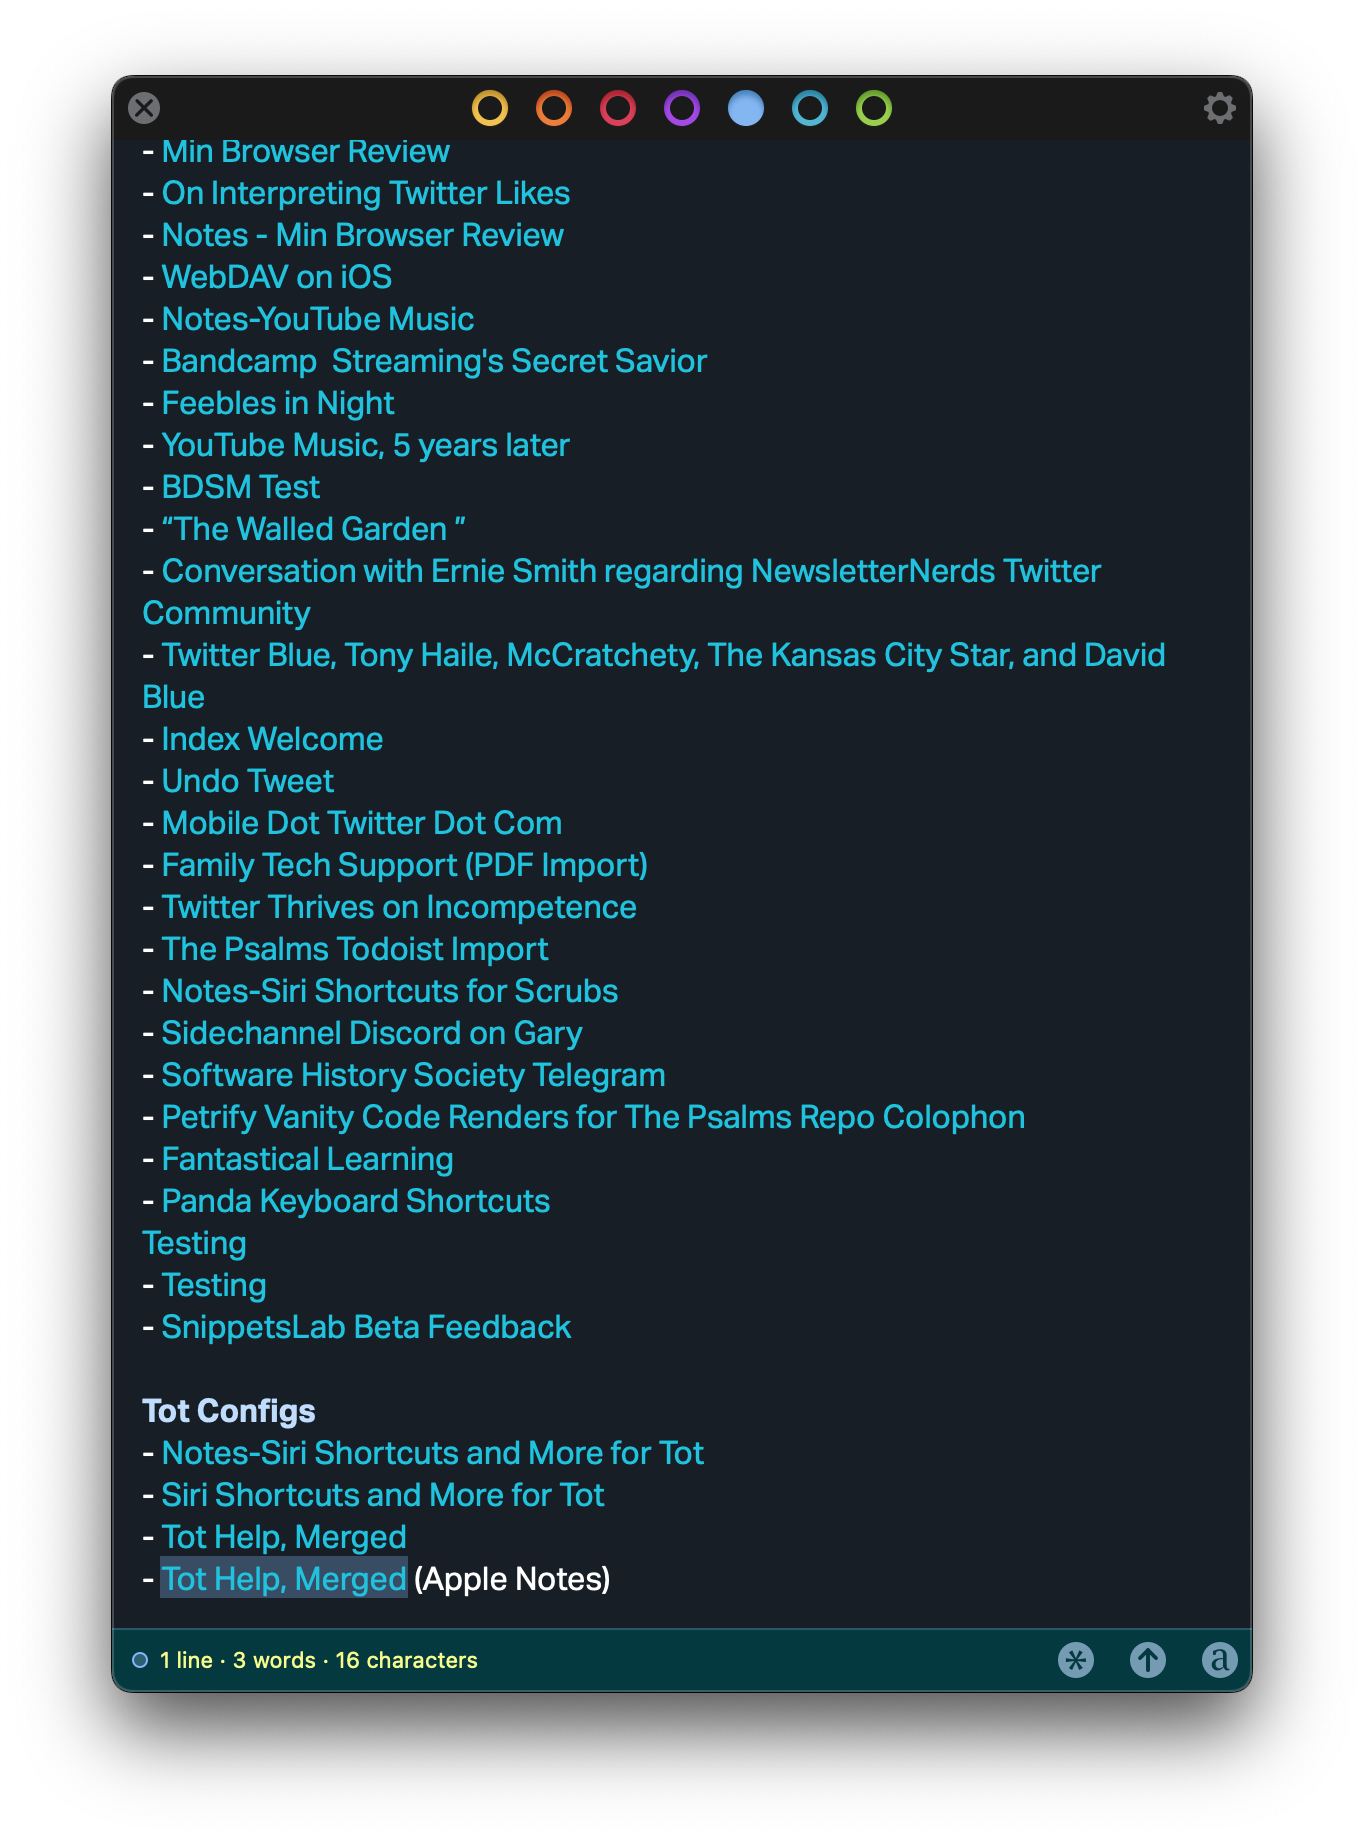 - Min Browser Review
- On Interpreting Twitter Likes
- Notes - Min Browser Review
- WebDAV on iOS
- Notes-YouTube Music
- Bandcamp  Streaming's Secret Savior
- Feebles in Night
- YouTube Music, 5 years later
- BDSM Test
- “The Walled Garden ”
- Conversation with Ernie Smith regarding NewsletterNerds Twitter
Community
- Twitter Blue, Tony Haile, McCratchety, The Kansas City Star, and David
Blue
- Index Welcome
- Undo Tweet
- Mobile Dot Twitter Dot Com
- Family Tech Support (PDF Import)
- Twitter Thrives on Incompetence
- The Psalms Todoist Import
- Notes-Siri Shortcuts for Scrubs
- Sidechannel Discord on Gary
- Software History Society Telegram
- Petrify Vanity Code Renders for The Psalms Repo Colophon
- Fantastical Learning
- Panda Keyboard Shortcuts
Testing
- Testing
- SnippetsLab Beta Feedback
Tot Configs
- Notes-Siri Shortcuts and More for Tot
- Siri Shortcuts and More for Tot
- Tot Help, Merged
- Tot Help, Merged (Apple Notes)
1 line · 3 words · 16 characters
a